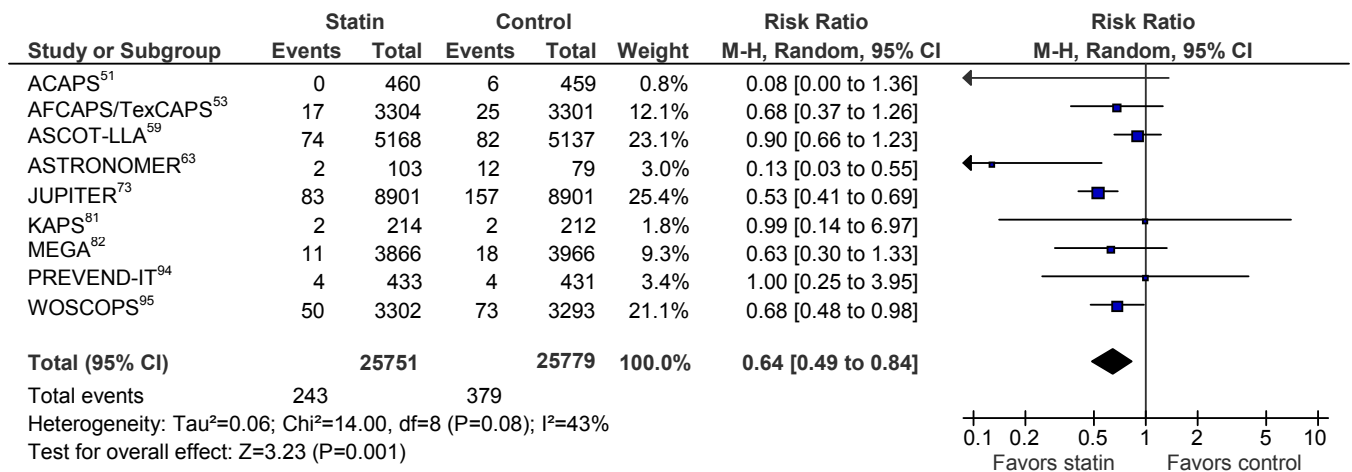 Statin Control Risk Ratio Risk Ratio
Study or Subgroup Events Total Events Total Weight M-H, Random, 95% CI M-H, Random, 95% CI
ACAPS51 0 460 6 459 0.8% 0.08 [0.00 to 1.36]
AFCAPS/TexCAPS53 17 3304 25 3301 12.1% 0.68 [0.37 to 1.26]
ASCOT-LLA59 74 5168 82 5137 23.1% 0.90 [0.66 to 1.23]
ASTRONOMER63 2 103 12 79 3.0% 0.13 [0.03 to 0.55]
JUPITER73 83 8901 157 8901 25.4% 0.53 [0.41 to 0.69]
KAPS81 2 214 2 212 1.8% 0.99 [0.14 to 6.97]
MEGA82 11 3866 18 3966 9.3% 0.63 [0.30 to 1.33]
PREVEND-IT94 4 433 4 431 3.4% 1.00 [0.25 to 3.95]
WOSCOPS95 50 3302 73 3293 21.1% 0.68 [0.48 to 0.98]
Total (95% CI) 25751 25779 100.0% 0.64 [0.49 to 0.84]
Total events 243 379
Heterogeneity: Tau²=0.06; Chi²=14.00, df=8 (P=0.08); I²=43%
Test for overall effect: Z=3.23 (P=0.001)
0.1 0.2 0.5 1 2 5 10
Favors statin Favors control